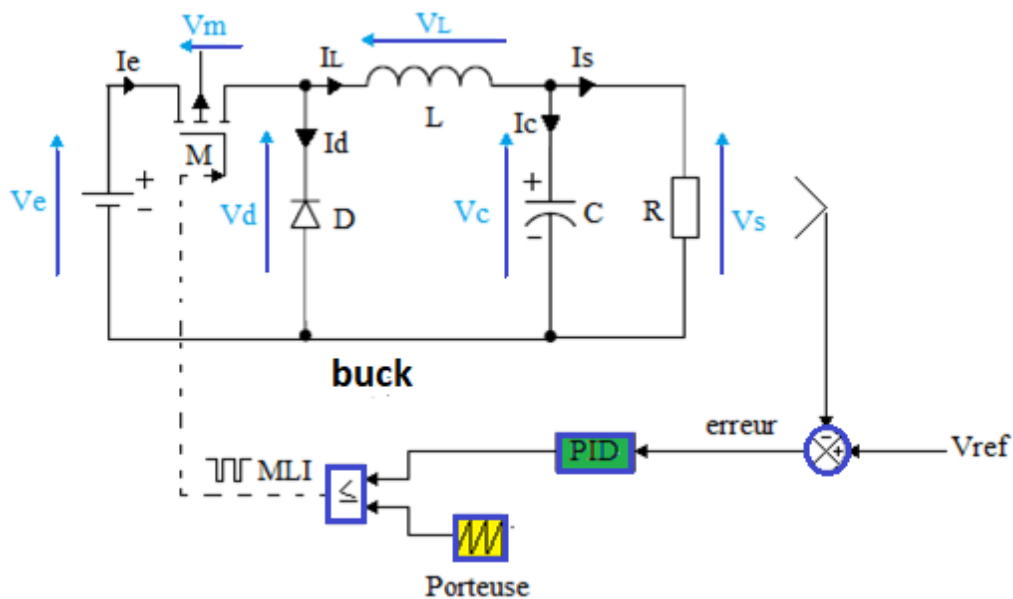 Vm
VL
Ie
IL
Is
L
Ic
Id
M
+
+
Ve
-
Vd
D
Vc
C
R
Vs
-
buck
erreur
-
+
Vref
PID
MLI
≤
Porteuse